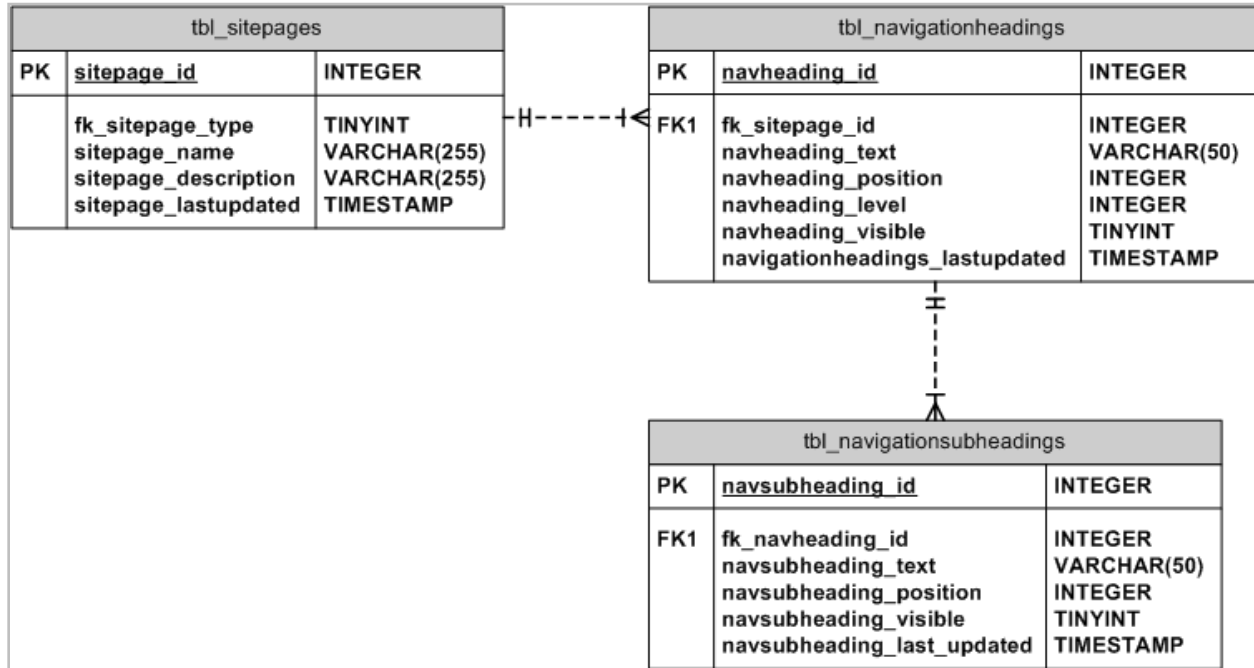 tbl_sitepages
PK sitepage_id INTEGER
fk_sitepage_type TINYINT
sitepage_name VARCHAR(255)
sitepage_description VARCHAR(255)
sitepage_lastupdated TIMESTAMP
tbl_navigationheadings
PK navheading_id INTEGER
FK1 fk_sitepage_id INTEGER
navheading_text VARCHAR(50)
navheading_position INTEGER
navheading_level INTEGER
navheading_visible TINYINT
navigationheadings_lastupdated TIMESTAMP
tbl_navigationsubheadings
PK navsubheading_id INTEGER
FK1 fk_navheading_id INTEGER
navsubheading_text VARCHAR(50)
navsubheading_position INTEGER
navsubheading_visible TINYINT
navsubheading_last_updated TIMESTAMP